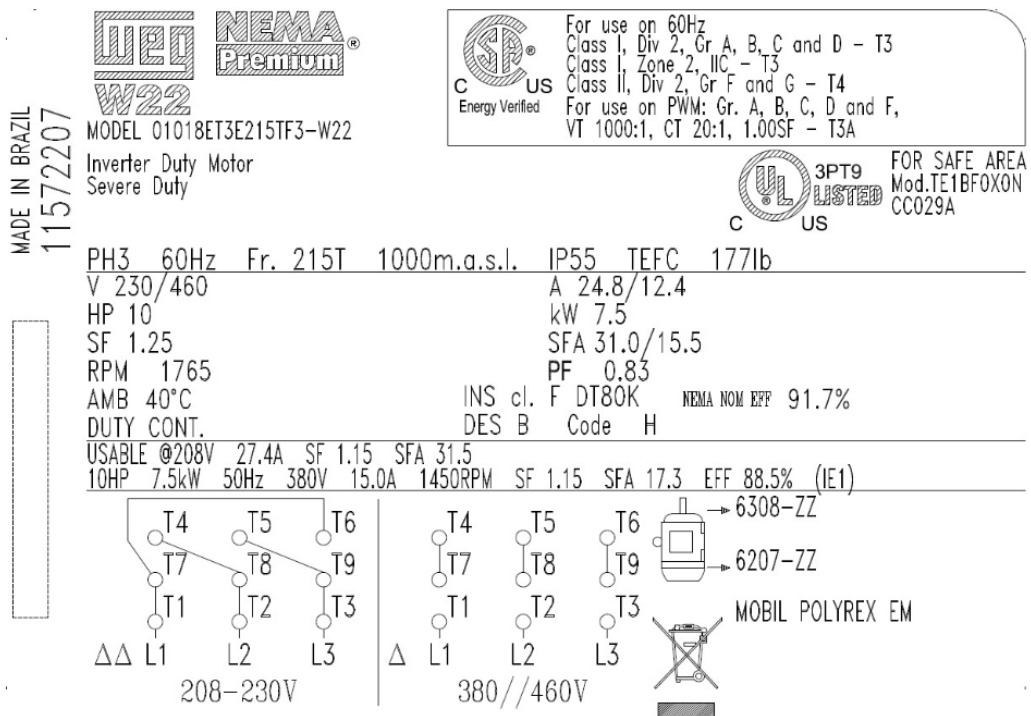 WEG
NEMA
Premium®
W22
MODEL 01018ET3E215TF3-W22
Inverter Duty Motor
Severe Duty
MADE IN BRAZIL
11572207
SA ®
C US
Energy Verified
For use on 60Hz
Class I, Div 2, Gr A, B, C and D - T3
Class I, Zone 2, IIC - T3
Class II, Div 2, Gr F and G - T4
For use on PWM: Gr. A, B, C, D and F,
VT 1000:1, CT 20:1, 1.00SF - T3A
UL ®
C US
3PT9
LISTED
FOR SAFE AREA
Mod.TE1BF0X0N
CC029A
PH3 60Hz Fr. 215T 1000m.a.s.l. IP55 TEFC 177lb
V 230/460 A 24.8/12.4
HP 10 kW 7.5
SF 1.25 SFA 31.0/15.5
RPM 1765 PF 0.83
AMB 40°C INS cl. F DT80K NEMA NOM EFF 91.7%
DUTY CONT. DES B Code H
USABLE @208V 27.4A SF 1.15 SFA 31.5
10HP 7.5kW 50Hz 380V 15.0A 1450RPM SF 1.15 SFA 17.3 EFF 88.5% (IE1)
T4 T5 T6
T7 T8 T9
T1 T2 T3
ΔΔ L1 L2 L3
208-230V
T4 T5 T6
T7 T8 T9
T1 T2 T3
Δ L1 L2 L3
380//460V
6308-ZZ
6207-ZZ
MOBIL POLYREX EM